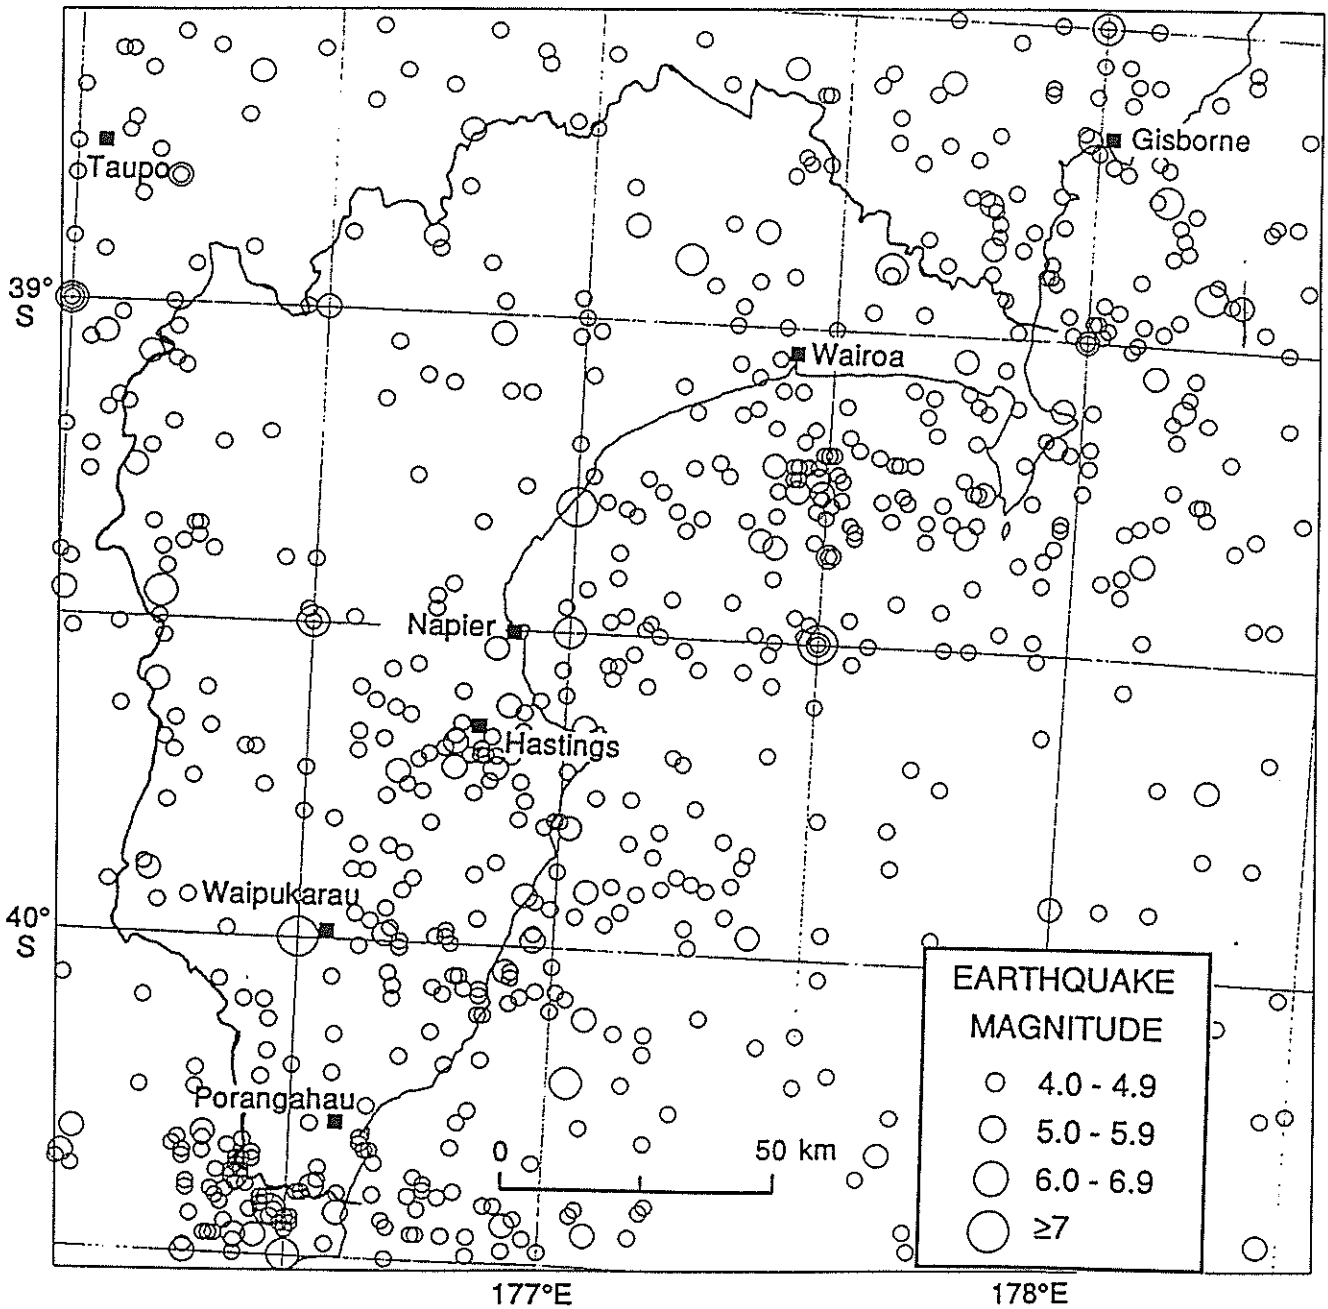 Gisborne
Taupo
39°
S
Wairoa
Napier
Hastings
Waipukarau
40°
S
EARTHQUAKE
MAGNITUDE
4.0 - 4.9
5.0 - 5.9
6.0 - 6.9
≥7
Porangahau
0 50 km
177°E 178°E